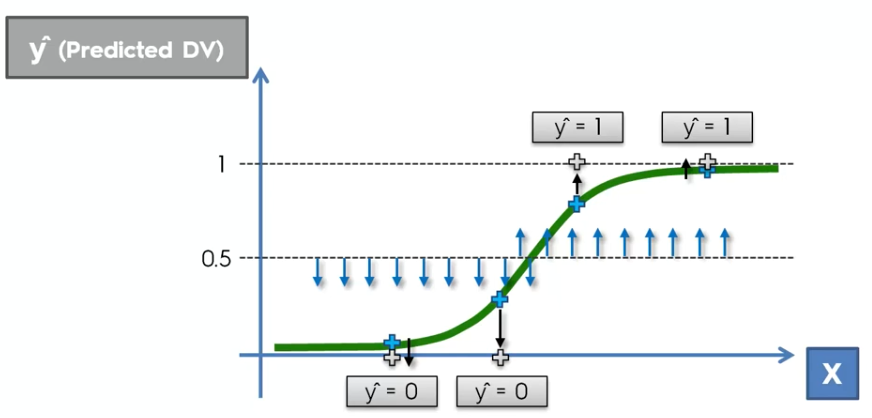 ŷ (Predicted DV)
ŷ = 1
ŷ = 1
1
0.5
ŷ = 0
ŷ = 0
X